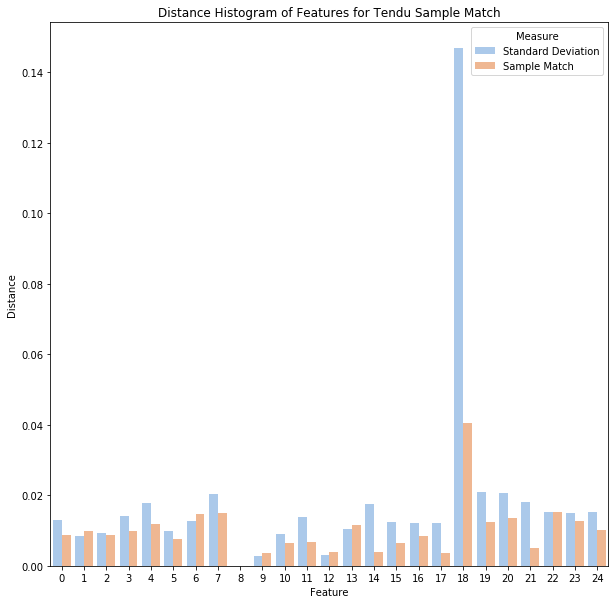 Distance Histogram of Features for Tendu Sample Match
Measure
Standard Deviation
Sample Match
0.14
0.12
0.10
0.08
0.06
0.04
0.02
0.00
Distance
0 1 2 3 4 5 6 7 8 9 10 11 12 13 14 15 16 17 18 19 20 21 22 23 24
Feature